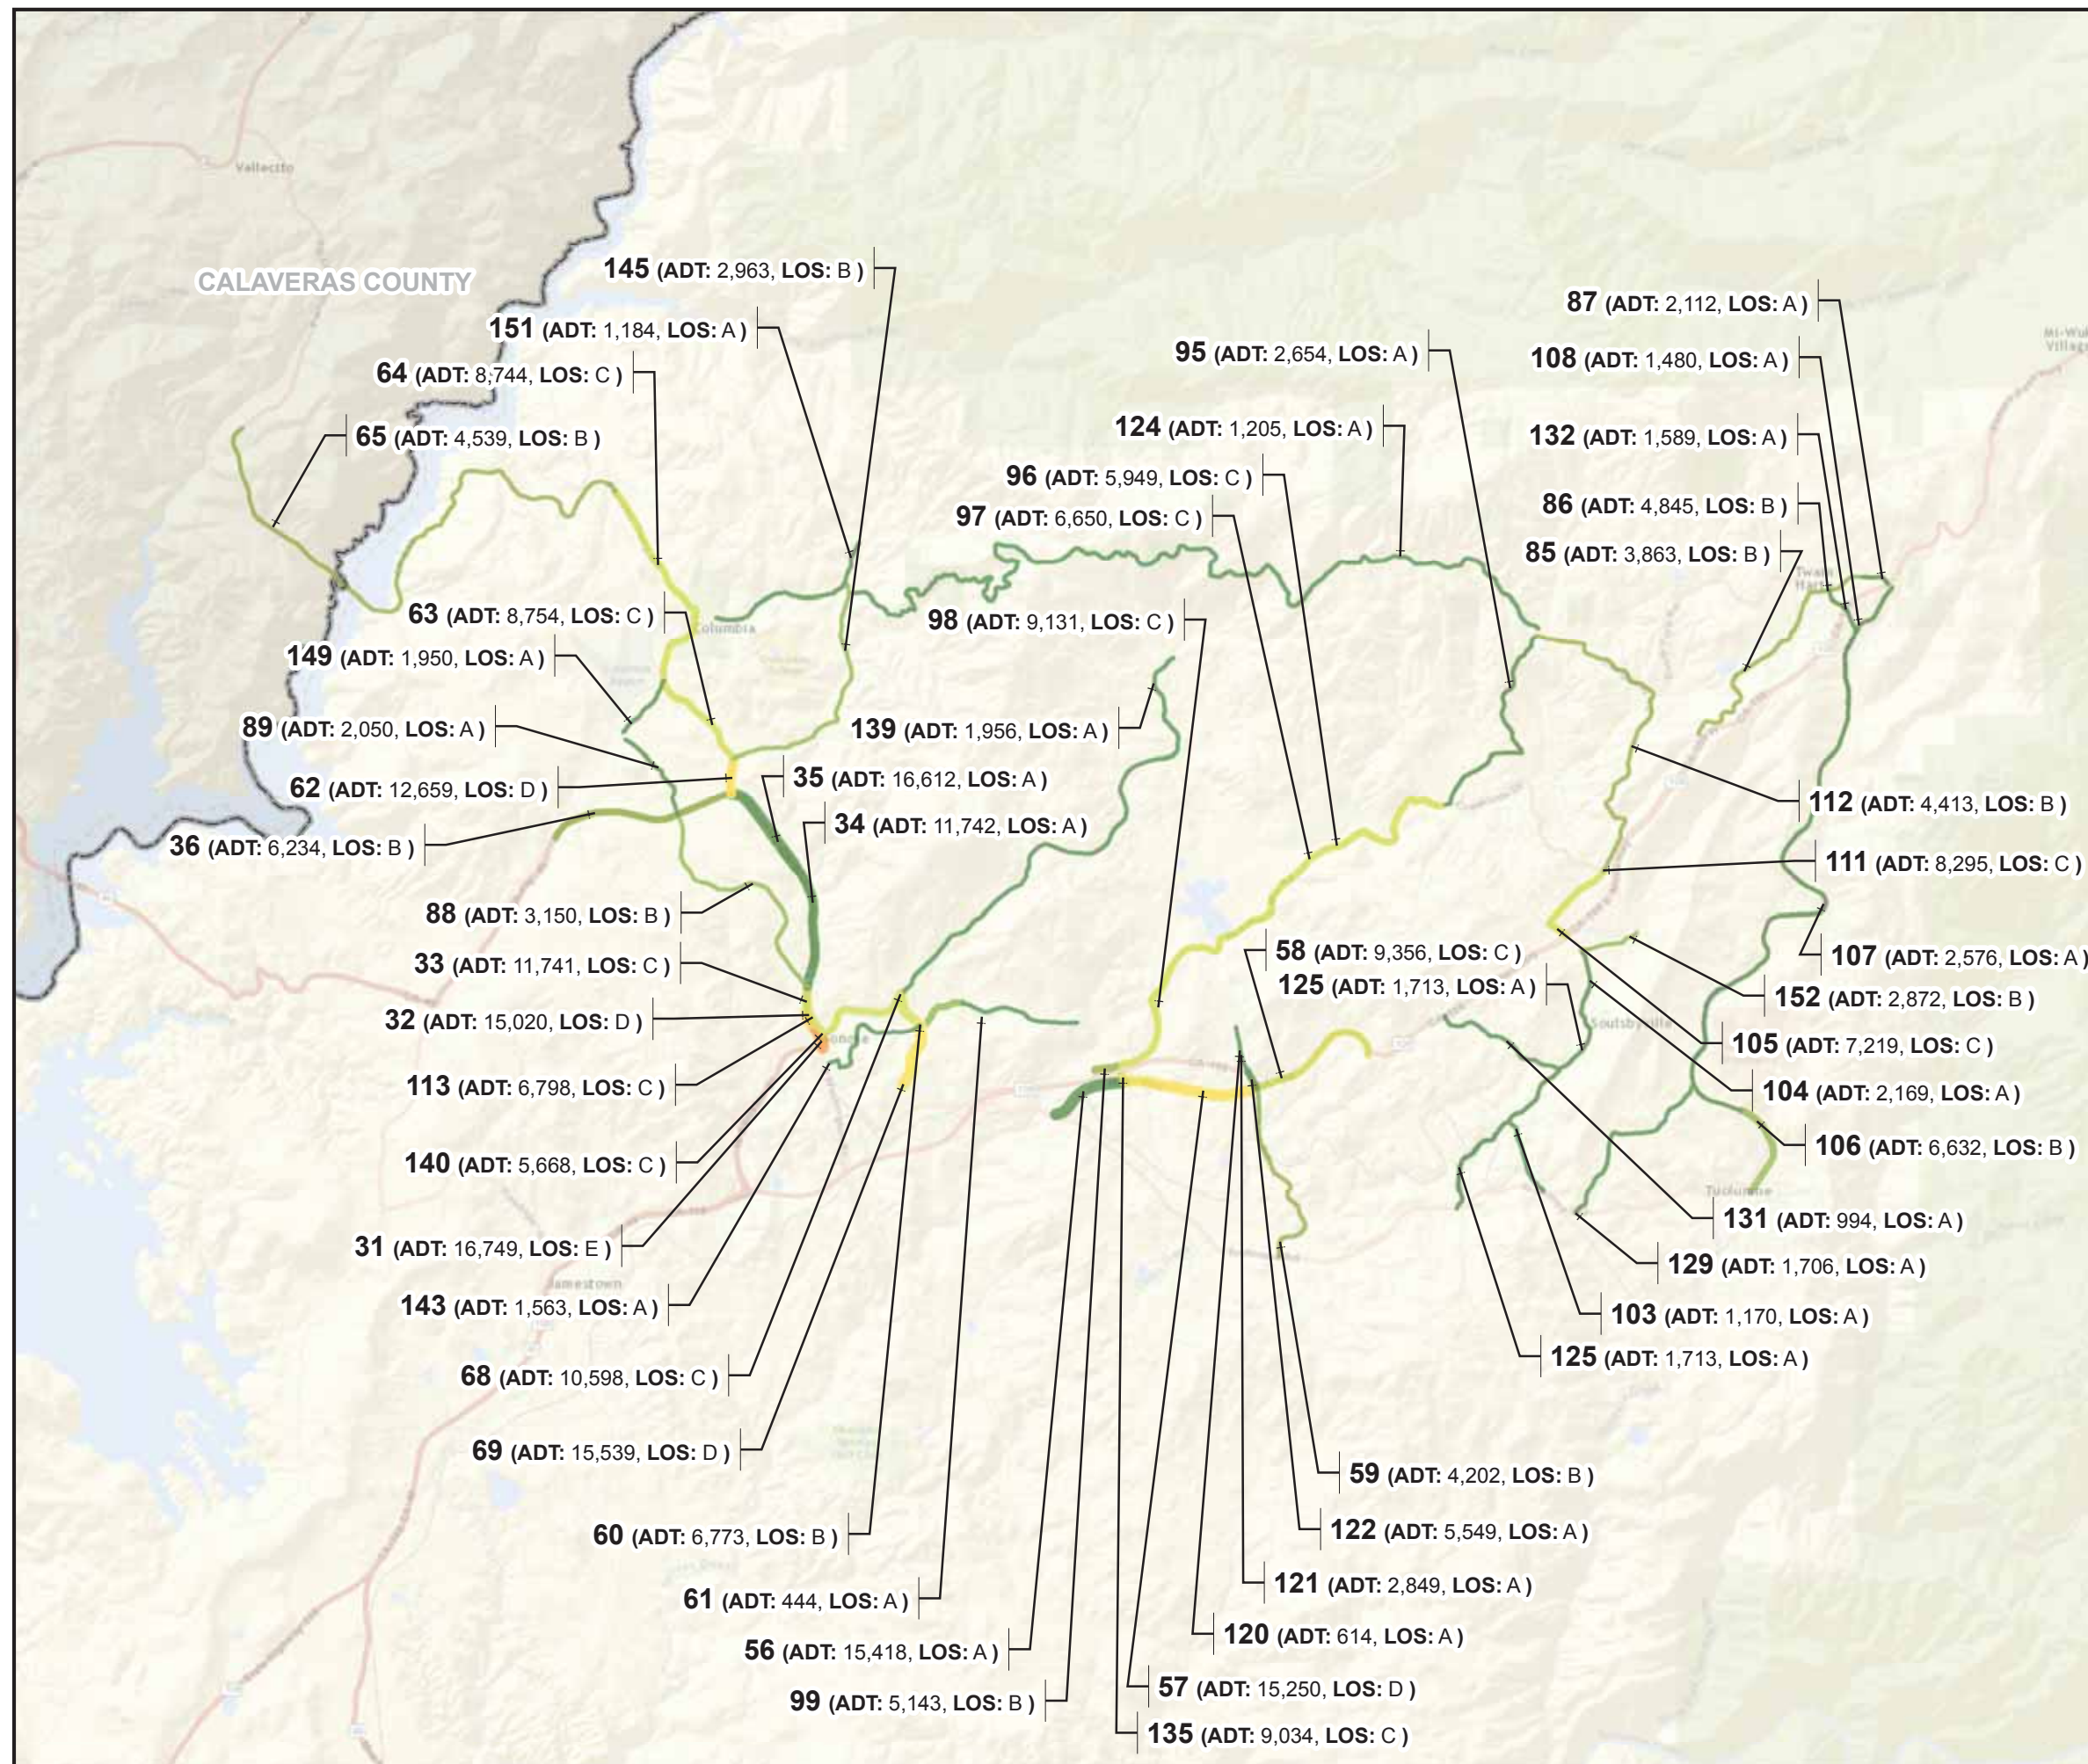 Vallecito
CALAVERAS COUNTY
145 (ADT: 2,963, LOS: B )
87 (ADT: 2,112, LOS: A )
151 (ADT: 1,184, LOS: A )
95 (ADT: 2,654, LOS: A )
108 (ADT: 1,480, LOS: A )
64 (ADT: 8,744, LOS: C )
65 (ADT: 4,539, LOS: B )
124 (ADT: 1,205, LOS: A )
132 (ADT: 1,589, LOS: A )
96 (ADT: 5,949, LOS: C )
86 (ADT: 4,845, LOS: B )
97 (ADT: 6,650, LOS: C )
85 (ADT: 3,863, LOS: B )
63 (ADT: 8,754, LOS: C )
98 (ADT: 9,131, LOS: C )
Columbia
149 (ADT: 1,950, LOS: A )
89 (ADT: 2,050, LOS: A )
139 (ADT: 1,956, LOS: A )
62 (ADT: 12,659, LOS: D )
35 (ADT: 16,612, LOS: A )
112 (ADT: 4,413, LOS: B )
34 (ADT: 11,742, LOS: A )
36 (ADT: 6,234, LOS: B )
111 (ADT: 8,295, LOS: C )
88 (ADT: 3,150, LOS: B )
58 (ADT: 9,356, LOS: C )
107 (ADT: 2,576, LOS: A )
33 (ADT: 11,741, LOS: C )
125 (ADT: 1,713, LOS: A )
152 (ADT: 2,872, LOS: B )
32 (ADT: 15,020, LOS: D )
Soulsbyville
105 (ADT: 7,219, LOS: C )
113 (ADT: 6,798, LOS: C )
104 (ADT: 2,169, LOS: A )
106 (ADT: 6,632, LOS: B )
140 (ADT: 5,668, LOS: C )
Tuolumne
131 (ADT: 994, LOS: A )
31 (ADT: 16,749, LOS: E )
129 (ADT: 1,706, LOS: A )
Jamestown
143 (ADT: 1,563, LOS: A )
103 (ADT: 1,170, LOS: A )
125 (ADT: 1,713, LOS: A )
68 (ADT: 10,598, LOS: C )
69 (ADT: 15,539, LOS: D )
59 (ADT: 4,202, LOS: B )
60 (ADT: 6,773, LOS: B )
122 (ADT: 5,549, LOS: A )
121 (ADT: 2,849, LOS: A )
61 (ADT: 444, LOS: A )
120 (ADT: 614, LOS: A )
56 (ADT: 15,418, LOS: A )
57 (ADT: 15,250, LOS: D )
99 (ADT: 5,143, LOS: B )
135 (ADT: 9,034, LOS: C )